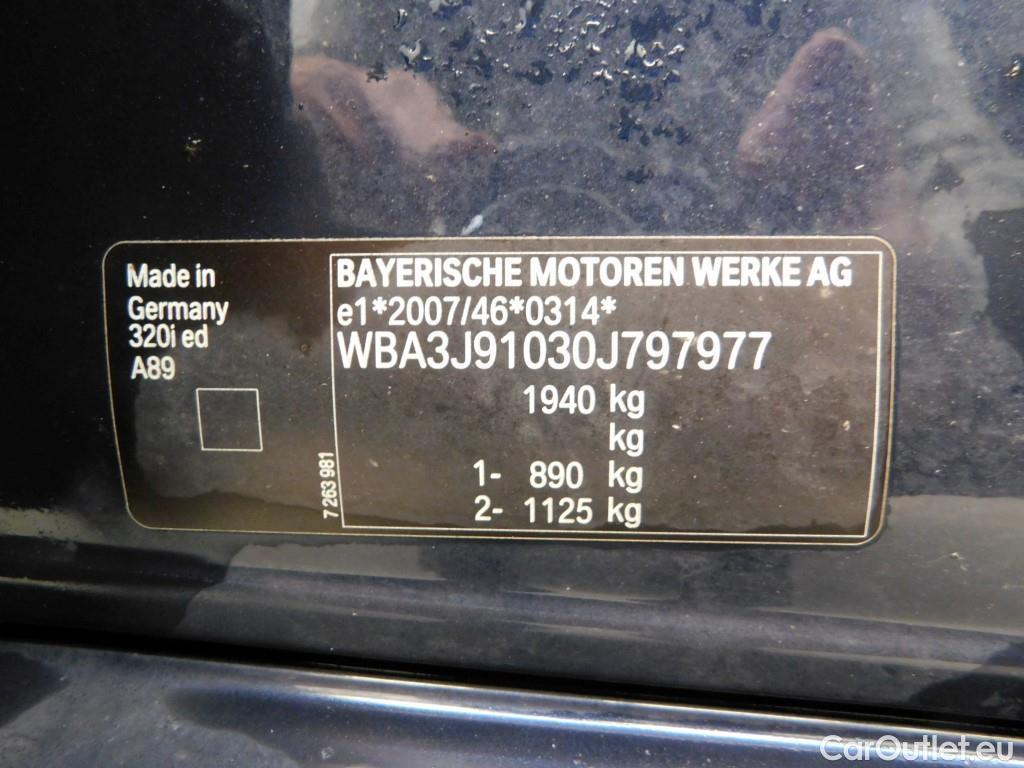 Made in
Germany
320i ed
A89
7 263 981
BAYERISCHE MOTOREN WERKE AG
e1*2007/46*0314*
WBA3J91030J797977
1940 kg
kg
1- 890 kg
2- 1125 kg
CarOutlet.eu